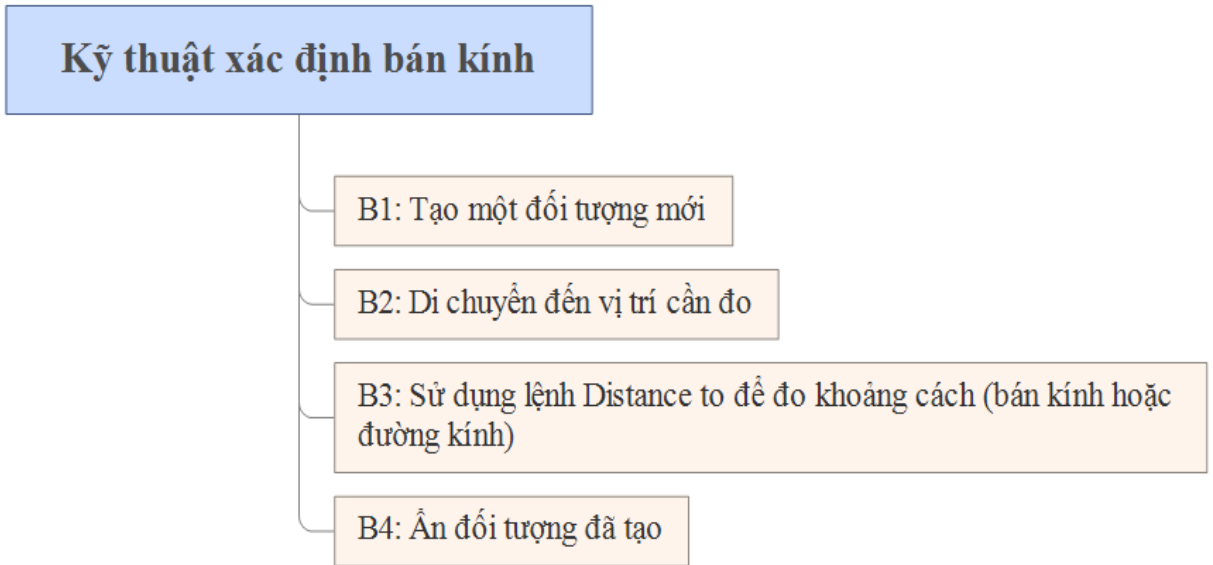 Kỹ thuật xác định bán kính
B1: Tạo một đối tượng mới
B2: Di chuyển đến vị trí cần đo
B3: Sử dụng lệnh Distance to để đo khoảng cách (bán kính hoặc
đường kính)
B4: Ẩn đối tượng đã tạo